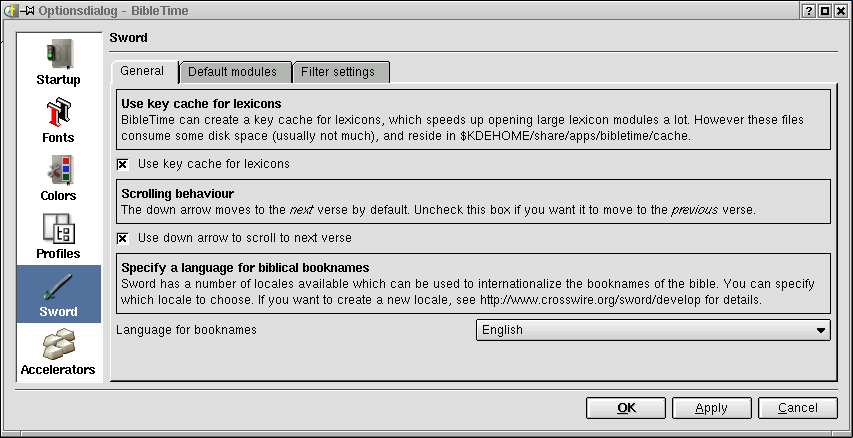 Optionsdialog - BibleTime
Startup
Fonts
Colors
Profiles
Sword
Accelerators
Sword
General
Default modules
Filter settings
Use key cache for lexicons
BibleTime can create a key cache for lexicons, which speeds up opening large lexicon modules a lot. However these files
consume some disk space (usually not much), and reside in $KDEHOME/share/apps/bibletime/cache.
Use key cache for lexicons
Scrolling behaviour
The down arrow moves to the next verse by default. Uncheck this box if you want it to move to the previous verse.
Use down arrow to scroll to next verse
Specify a language for biblical booknames
Sword has a number of locales available which can be used to internationalize the booknames of the bible. You can specify
which locale to choose. If you want to create a new locale, see http://www.crosswire.org/sword/develop for details.
Language for booknames
English
OK
Apply
Cancel